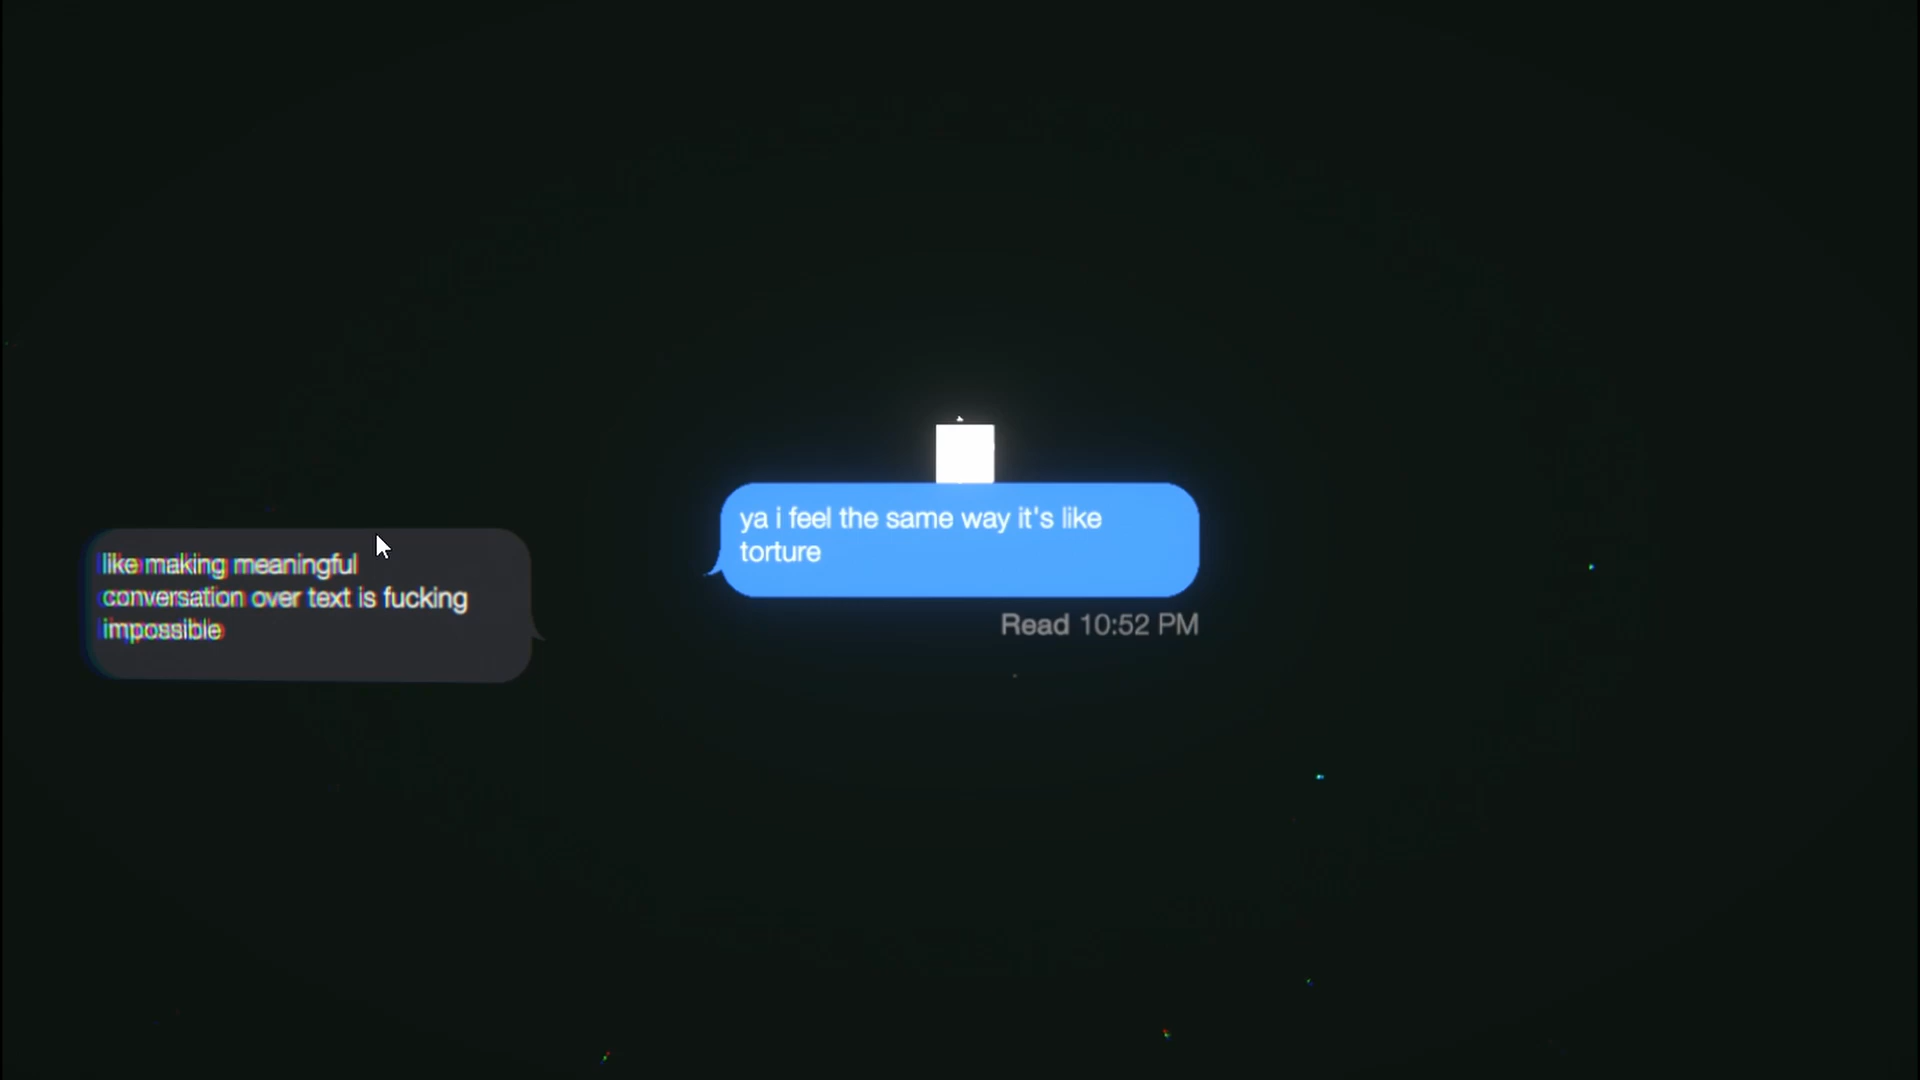 like making meaningful
conversation over text is fucking
impossible
ya i feel the same way it's like
torture
Read 10:52 PM